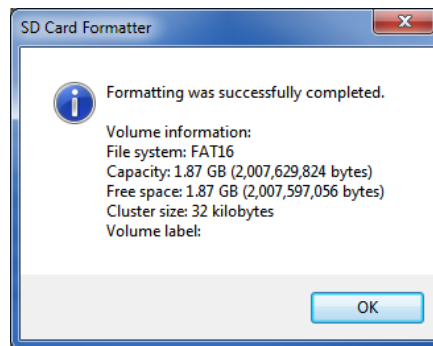 SD Card Formatter
Formatting was successfully completed.
Volume information:
File system: FAT16
Capacity: 1.87 GB (2,007,629,824 bytes)
Free space: 1.87 GB (2,007,597,056 bytes)
Cluster size: 32 kilobytes
Volume label:
OK